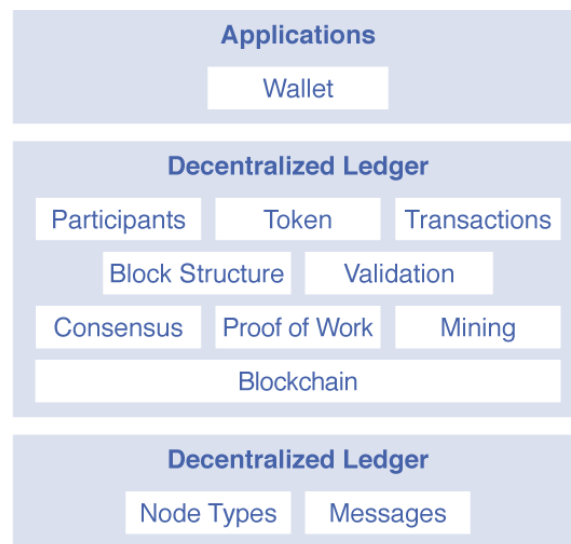 Applications
Wallet
Decentralized Ledger
Participants Token Transactions
Block Structure Validation
Consensus Proof of Work Mining
Blockchain
Decentralized Ledger
Node Types Messages